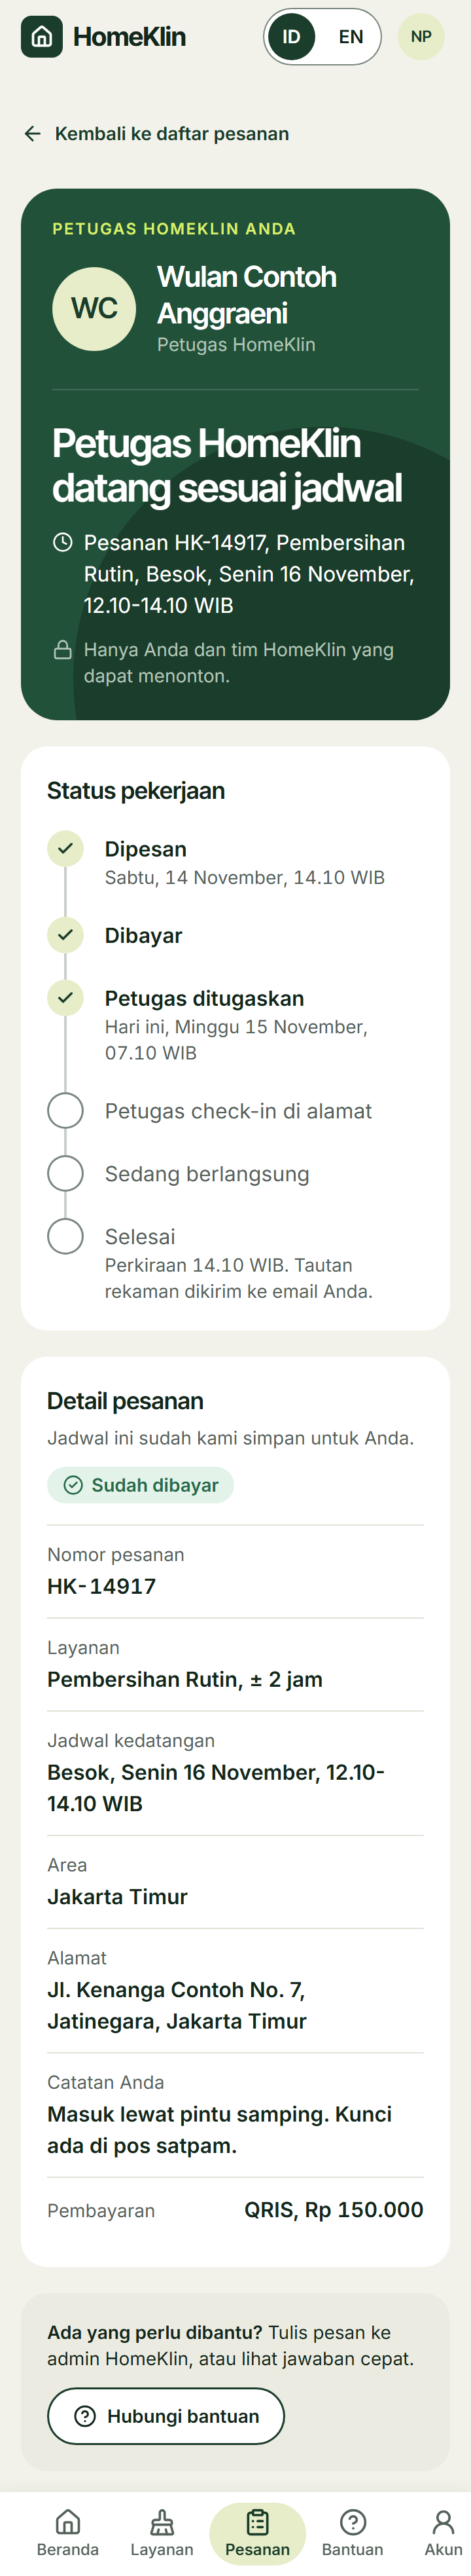 HomeKlin
ID
EN
NP
Kembali ke daftar pesanan
PETUGAS HOMEKLIN ANDA
WC
Wulan Contoh
Anggraeni
Petugas HomeKlin
Petugas HomeKlin
datang sesuai jadwal
Pesanan HK-14917, Pembersihan
Rutin, Besok, Senin 16 November,
12.10-14.10 WIB
Hanya Anda dan tim HomeKlin yang
dapat menonton.
Status pekerjaan
Dipesan
Sabtu, 14 November, 14.10 WIB
Dibayar
Petugas ditugaskan
Hari ini, Minggu 15 November,
07.10 WIB
Petugas check-in di alamat
Sedang berlangsung
Selesai
Perkiraan 14.10 WIB. Tautan
rekaman dikirim ke email Anda.
Detail pesanan
Jadwal ini sudah kami simpan untuk Anda.
Sudah dibayar
Nomor pesanan
HK-14917
Layanan
Pembersihan Rutin, ± 2 jam
Jadwal kedatangan
Besok, Senin 16 November, 12.10-
14.10 WIB
Area
Jakarta Timur
Alamat
Jl. Kenanga Contoh No. 7,
Jatinegara, Jakarta Timur
Catatan Anda
Masuk lewat pintu samping. Kunci
ada di pos satpam.
Pembayaran
QRIS, Rp 150.000
Ada yang perlu dibantu? Tulis pesan ke
admin HomeKlin, atau lihat jawaban cepat.
Hubungi bantuan
Beranda
Layanan
Pesanan
Bantuan
Akun